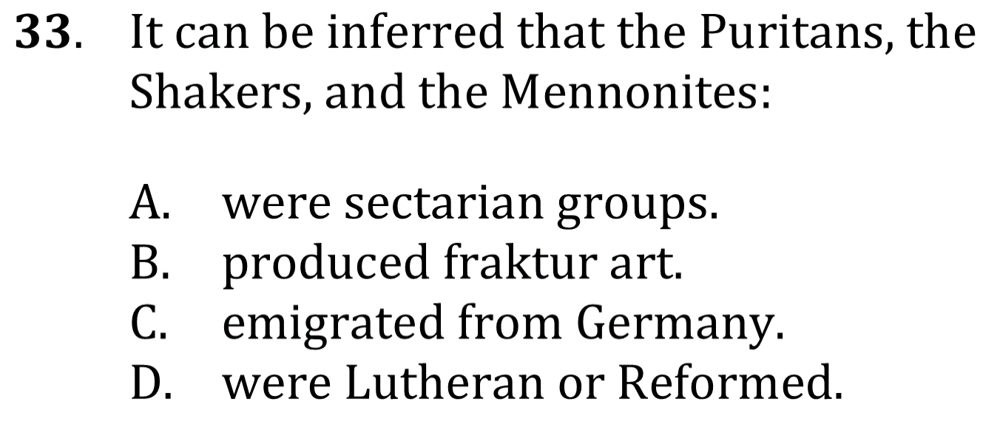 33. It can be inferred that the Puritans, the
Shakers, and the Mennonites:
A. were sectarian groups.
B. produced fraktur art.
C. emigrated from Germany.
D. were Lutheran or Reformed.